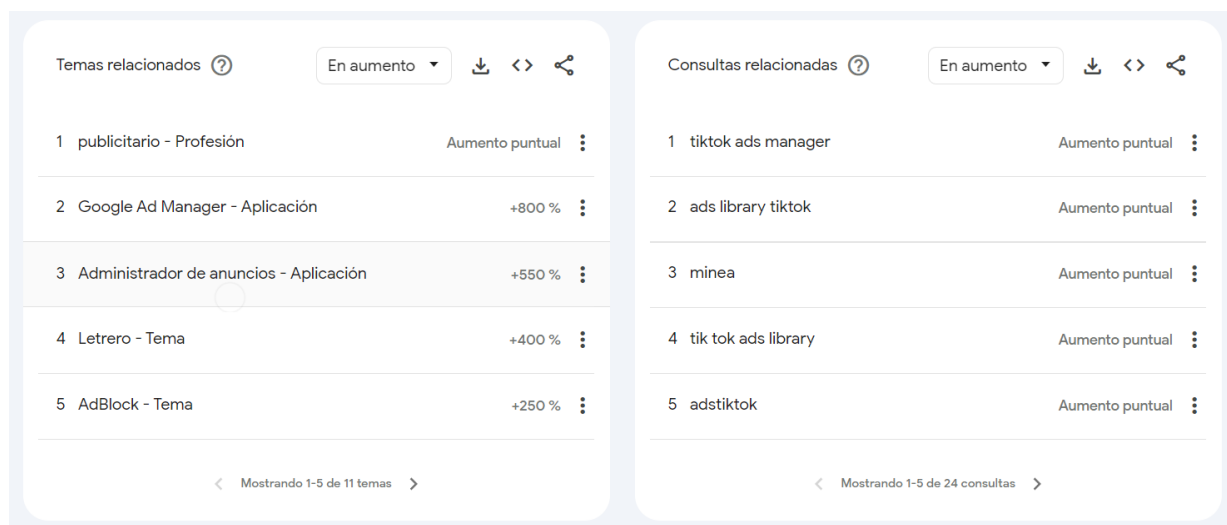 Temas relacionados
En aumento
1 publicitario - Profesión Aumento puntual
2 Google Ad Manager - Aplicación +800 %
3 Administrador de anuncios - Aplicación +550 %
4 Letrero - Tema +400 %
5 AdBlock - Tema +250 %
Mostrando 1-5 de 11 temas
Consultas relacionadas
En aumento
1 tiktok ads manager Aumento puntual
2 ads library tiktok Aumento puntual
3 minea Aumento puntual
4 tik tok ads library Aumento puntual
5 adstiktok Aumento puntual
Mostrando 1-5 de 24 consultas